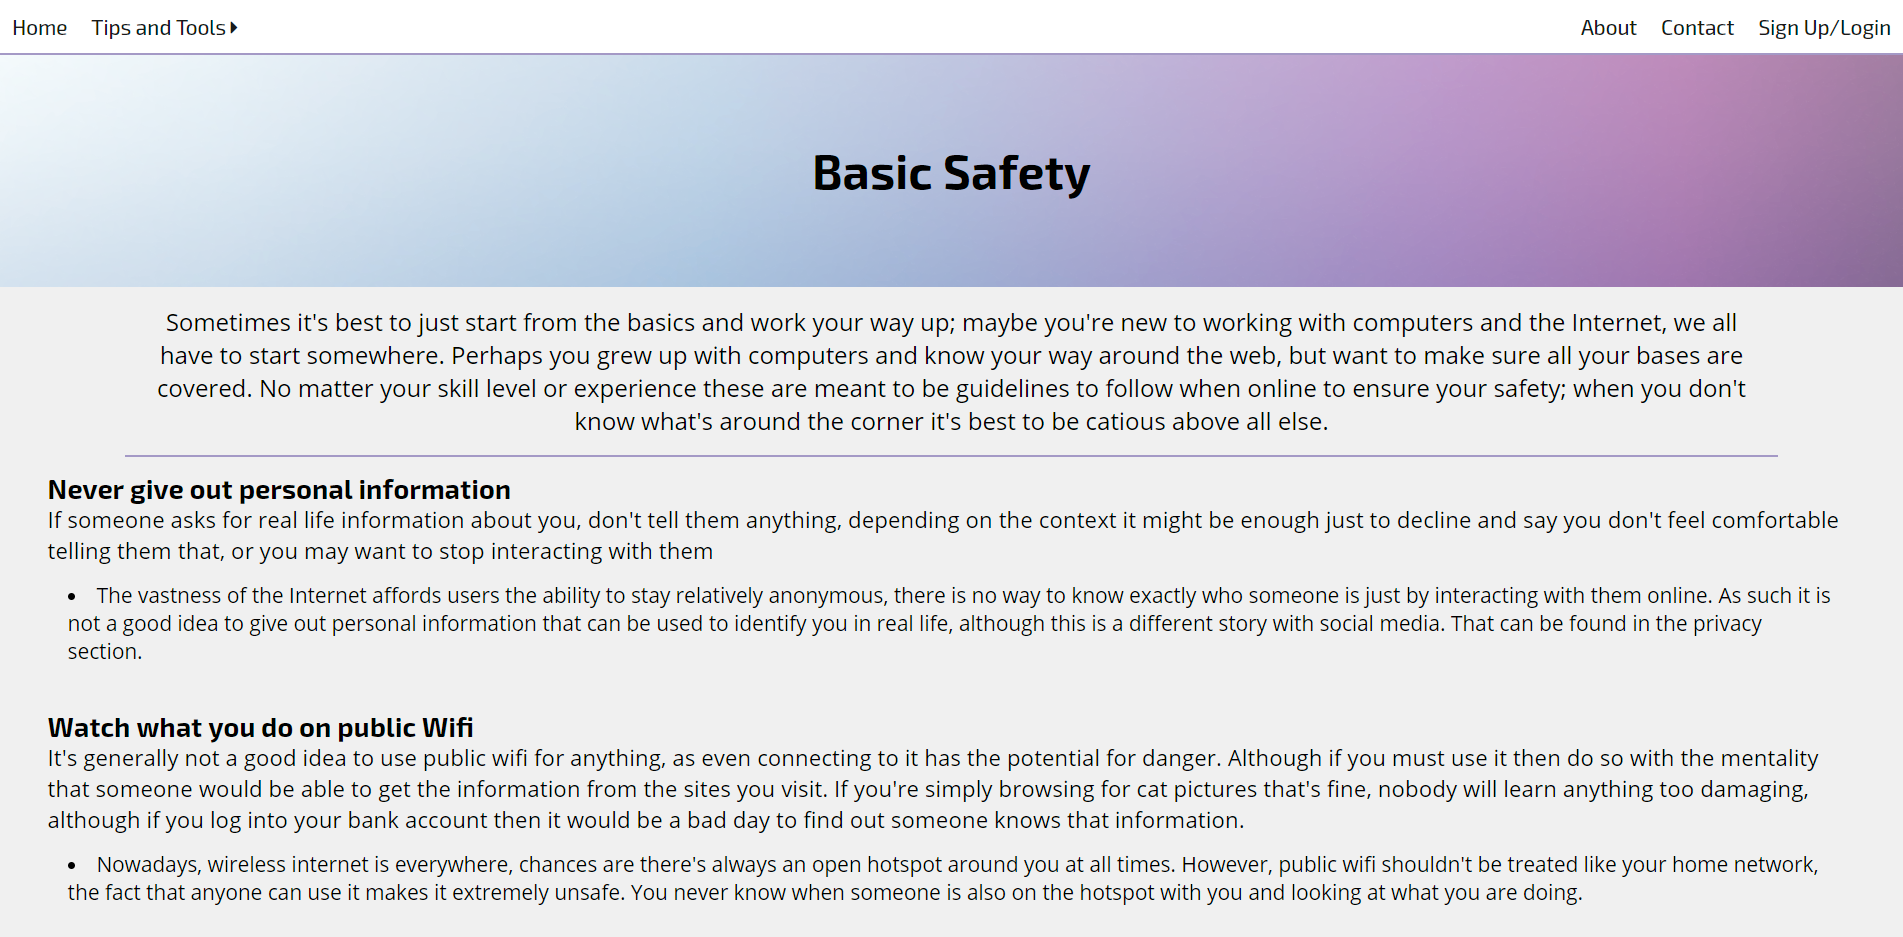 Home Tips and Tools About Contact Sign Up/Login
Basic Safety
Sometimes it's best to just start from the basics and work your way up; maybe you're new to working with computers and the Internet, we all
have to start somewhere. Perhaps you grew up with computers and know your way around the web, but want to make sure all your bases are
covered. No matter your skill level or experience these are meant to be guidelines to follow when online to ensure your safety; when you don't
know what's around the corner it's best to be catious above all else.
Never give out personal information
If someone asks for real life information about you, don't tell them anything, depending on the context it might be enough just to decline and say you don't feel comfortable
telling them that, or you may want to stop interacting with them
• The vastness of the Internet affords users the ability to stay relatively anonymous, there is no way to know exactly who someone is just by interacting with them online. As such it is
not a good idea to give out personal information that can be used to identify you in real life, although this is a different story with social media. That can be found in the privacy
section.
Watch what you do on public Wifi
It's generally not a good idea to use public wifi for anything, as even connecting to it has the potential for danger. Although if you must use it then do so with the mentality
that someone would be able to get the information from the sites you visit. If you're simply browsing for cat pictures that's fine, nobody will learn anything too damaging,
although if you log into your bank account then it would be a bad day to find out someone knows that information.
• Nowadays, wireless internet is everywhere, chances are there's always an open hotspot around you at all times. However, public wifi shouldn't be treated like your home network,
the fact that anyone can use it makes it extremely unsafe. You never know when someone is also on the hotspot with you and looking at what you are doing.